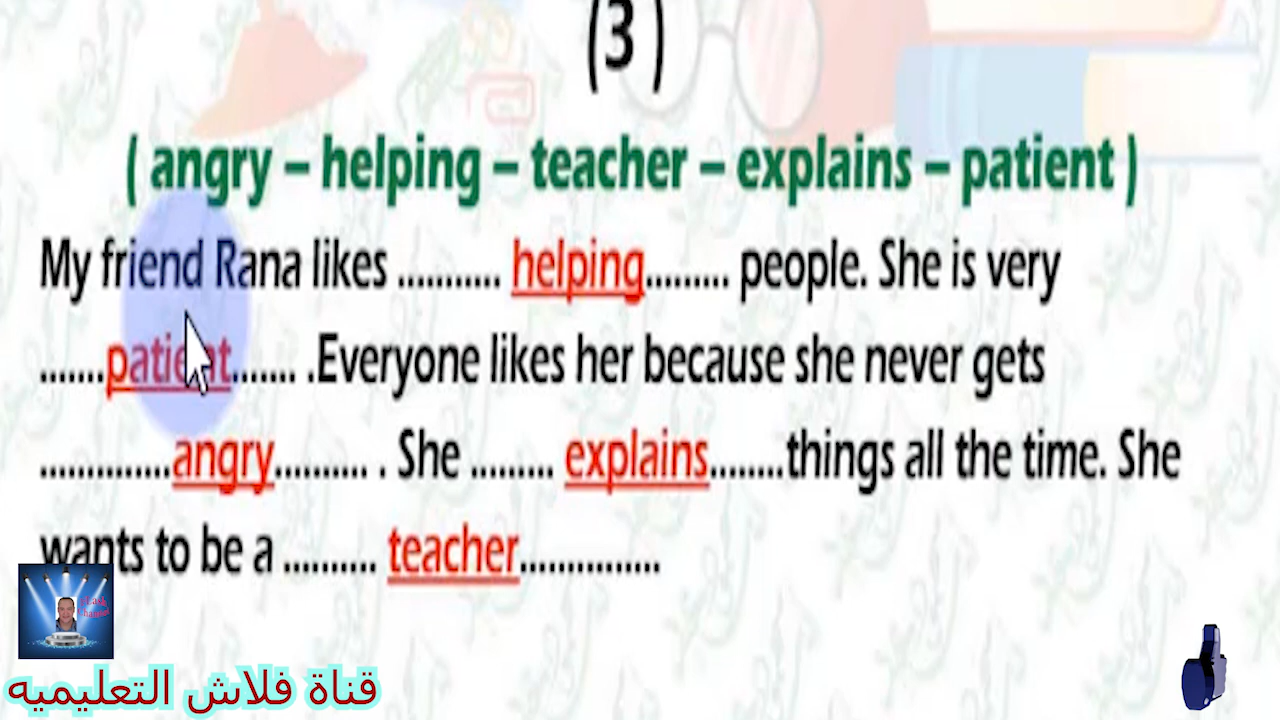 (3 )
( angry – helping – teacher – explains – patient )
My friend Rana likes ........... helping......... people. She is very
.......patient....... .Everyone likes her because she never gets
..............angry.......... . She ......... explains........things all the time. She
wants to be a .......... teacher...............
Flash
Channel
قناة فلاش التعليميه